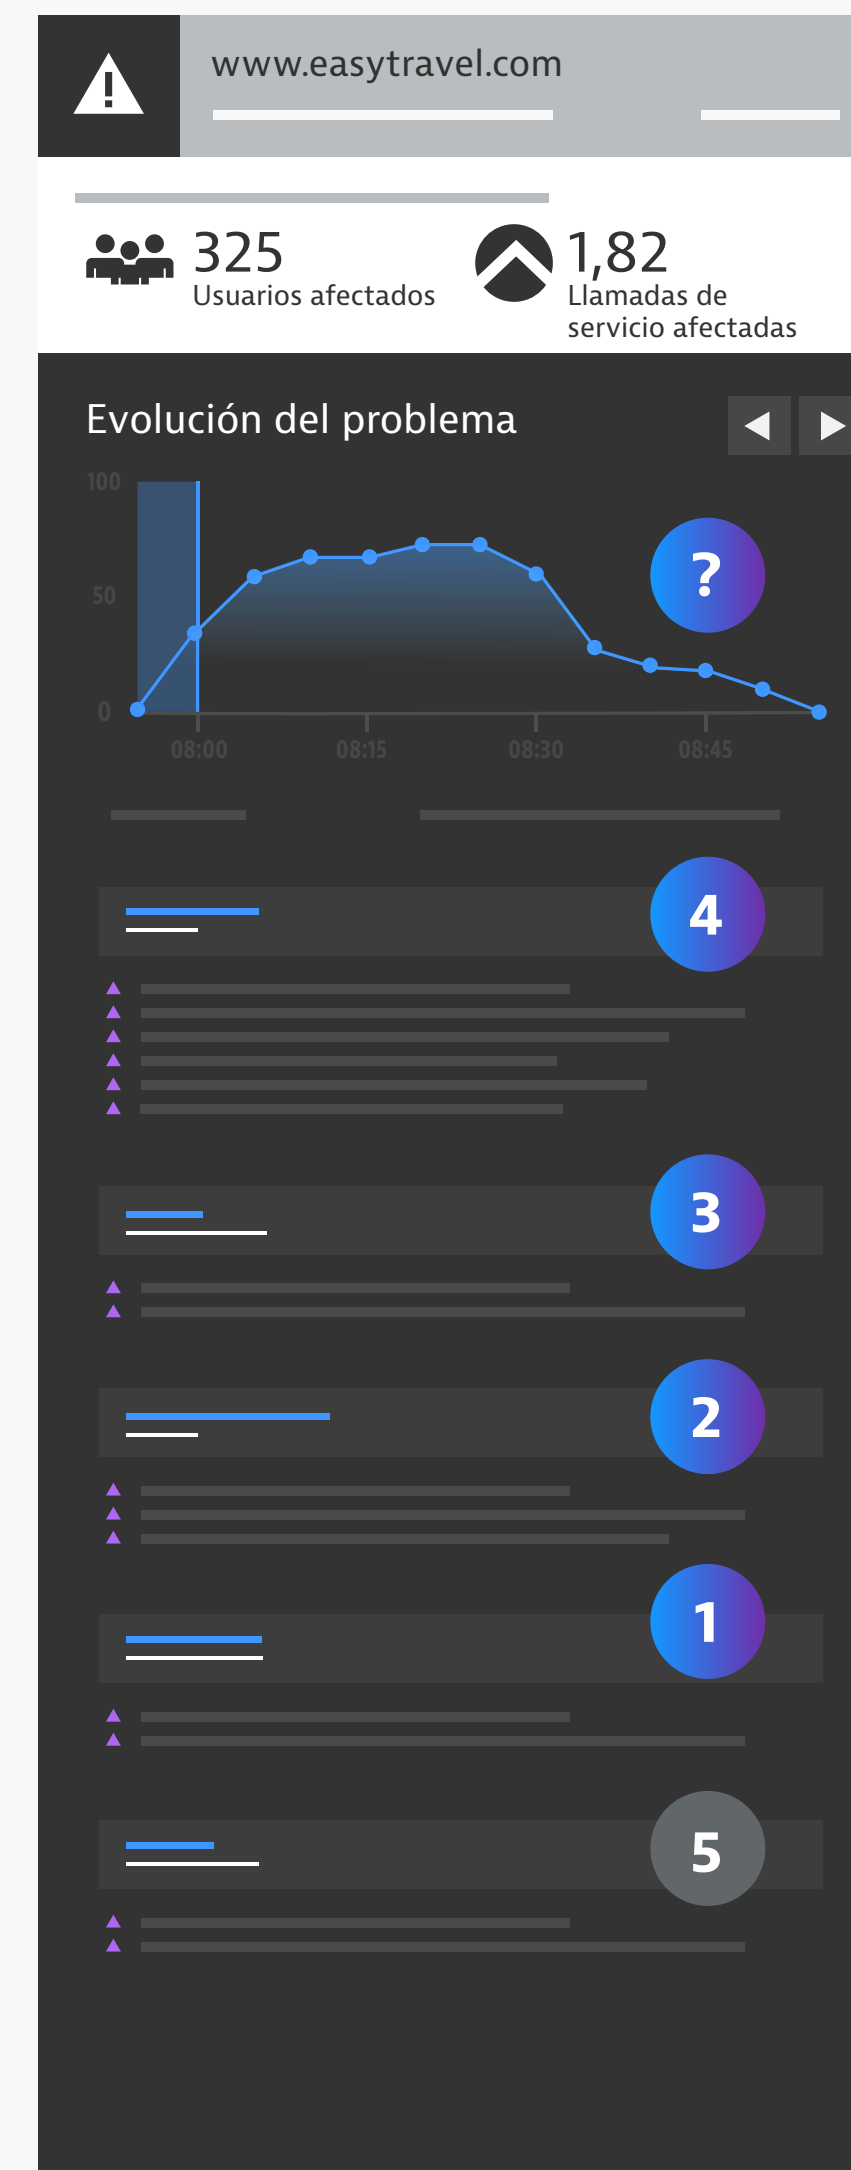 www.easytravel.com
325
Usuarios afectados
1,82
Llamadas de
servicio afectadas
Evolución del problema
100
50
0
?
08:00 08:15 08:30 08:45
4
3
2
1
5